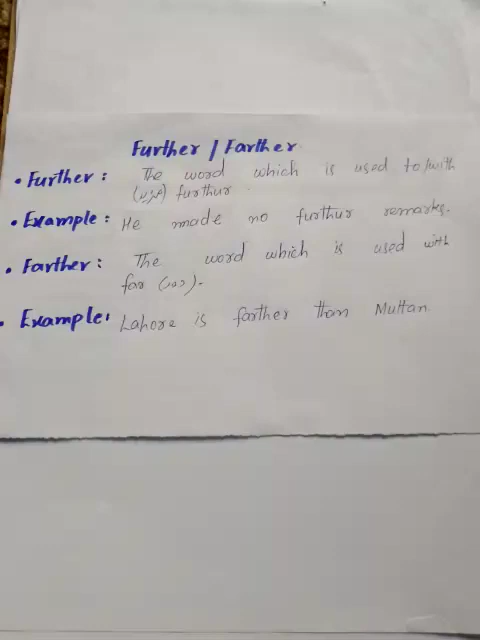 Further / Farther
• Further : The word which is used to/with
(مزید) furthur.
• Example : He made no furthur remarks.
• Farther : The word which is used with
far (دور).
• Example : Lahore is farther than Multan